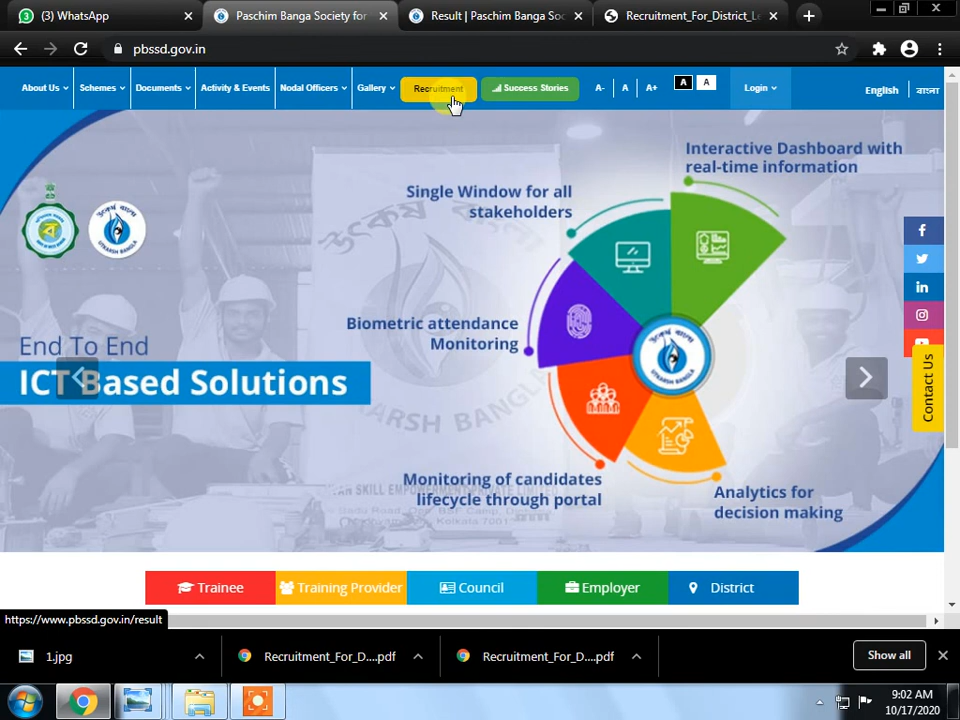 (3) WhatsApp
Paschim Banga Society for
Result | Paschim Banga Soc
Recruitment_For_District_Le
pbssd.gov.in
About Us
Schemes
Documents
Activity & Events
Nodal Officers
Gallery
Recruitment
Success Stories
A-
A
A+
A
A
Login
English
বাংলা
Interactive Dashboard with
real-time information
Single Window for all
stakeholders
Biometric attendance
Monitoring
End To End
ICT Based Solutions
UTKARSH BANGLA
UTKARSH BANGLA
Monitoring of candidates
lifecycle through portal
Analytics for
decision making
Contact Us
Trainee
Training Provider
Council
Employer
District
https://www.pbssd.gov.in/result
1.jpg
Recruitment_For_D....pdf
Recruitment_For_D....pdf
Show all
9:02 AM
10/17/2020